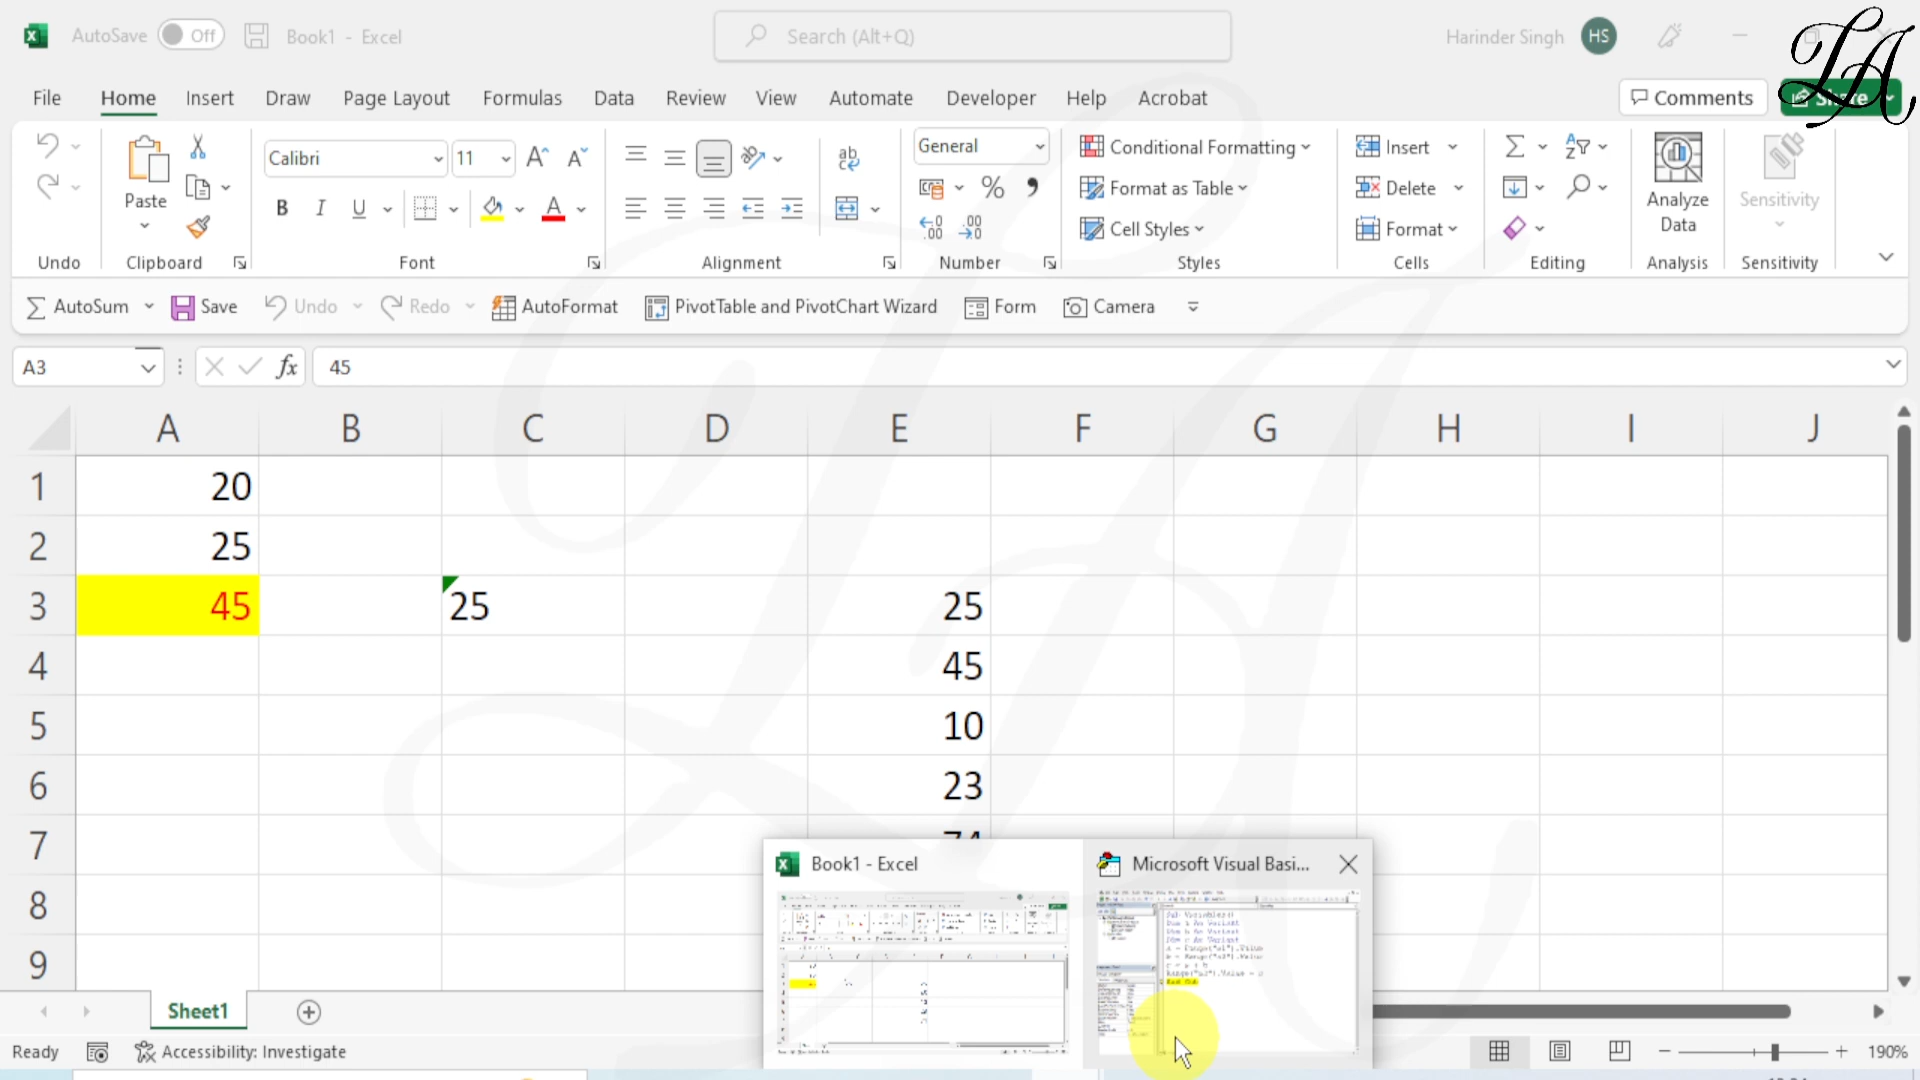 AutoSave Off Book1 - Excel Search (Alt+Q) Harinder Singh HS LA
File Home Insert Draw Page Layout Formulas Data Review View Automate Developer Help Acrobat Comments Share
Calibri 11 General Conditional Formatting Insert
Paste Format as Table Delete Analyze Data Sensitivity
B I U A Cell Styles Format
Undo Clipboard Font Alignment Number Styles Cells Editing Analysis Sensitivity
AutoSum Save Undo Redo AutoFormat PivotTable and PivotChart Wizard Form Camera
A3 fx 45
A B C D E F G H I J
1 20
2 25
3 45 25 25
4 45
5 10
6 23
7 74
Book1 - Excel Microsoft Visual Basi...
8
9
Sheet1
Ready Accessibility: Investigate 190%